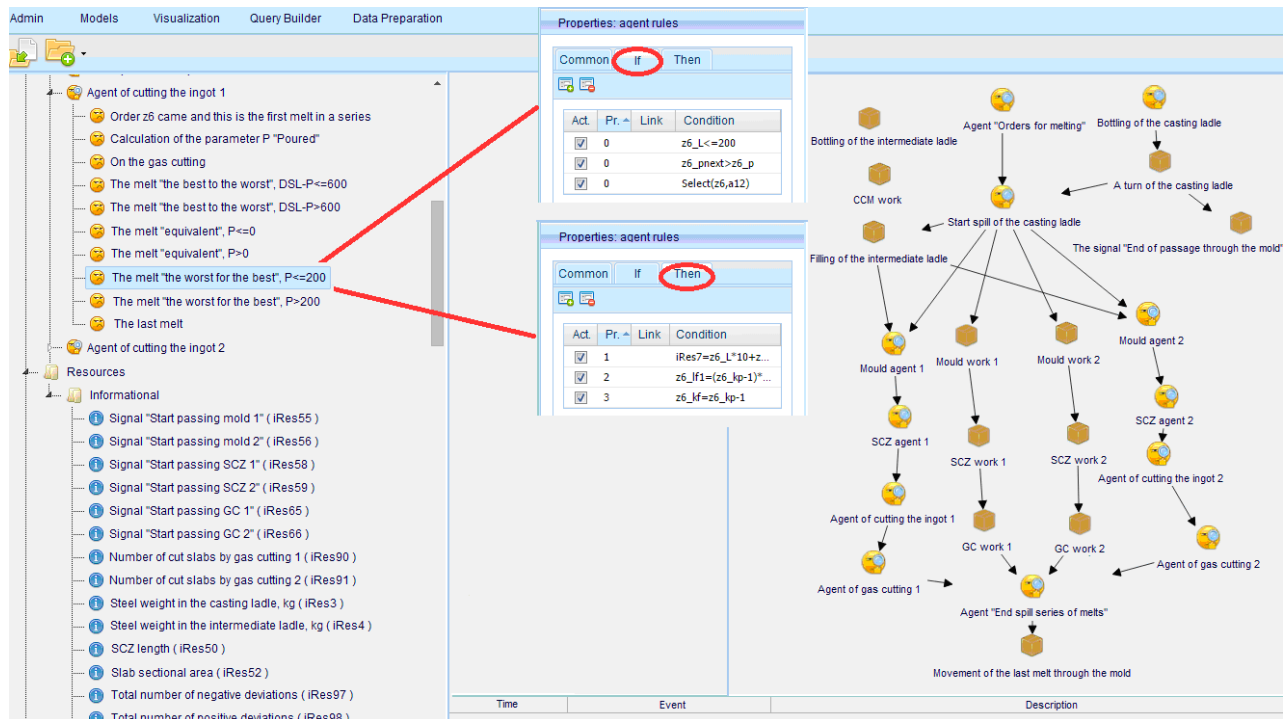 Admin Models Visualization Query Builder Data Preparation
Agent of cutting the ingot 1
Order z6 came and this is the first melt in a series
Calculation of the parameter P "Poured"
On the gas cutting
The melt "the best to the worst", DSL-P<=600
The melt "the best to the worst", DSL-P>600
The melt "equivalent", P<=0
The melt "equivalent", P>0
The melt "the worst for the best", P<=200
The melt "the worst for the best", P>200
The last melt
Agent of cutting the ingot 2
Resources
Informational
Signal "Start passing mold 1" ( iRes55 )
Signal "Start passing mold 2" ( iRes56 )
Signal "Start passing SCZ 1" ( iRes58 )
Signal "Start passing SCZ 2" ( iRes59 )
Signal "Start passing GC 1" ( iRes65 )
Signal "Start passing GC 2" ( iRes66 )
Number of cut slabs by gas cutting 1 ( iRes90 )
Number of cut slabs by gas cutting 2 ( iRes91 )
Steel weight in the casting ladle, kg ( iRes3 )
Steel weight in the intermediate ladle, kg ( iRes4 )
SCZ length ( iRes50 )
Slab sectional area ( iRes52 )
Total number of negative deviations ( iRes97 )
Total number of positive deviations ( iRes98 )
Properties: agent rules
Common If Then
Act. Pr. Link Condition
0 z6_L<=200
0 z6_pnext>z6_p
0 Select(z6,a12)
Properties: agent rules
Common If Then
Act. Pr. Link Condition
1 iRes7=z6_L*10+z...
2 z6_lf1=(z6_kp-1)*...
3 z6_kf=z6_kp-1
Agent "Orders for melting"
Bottling of the casting ladle
Bottling of the intermediate ladle
A turn of the casting ladle
CCM work
Start spill of the casting ladle
The signal "End of passage through the mold"
Filling of the intermediate ladle
Mould agent 1
Mould work 1
Mould work 2
Mould agent 2
SCZ agent 1
SCZ work 1
SCZ work 2
SCZ agent 2
Agent of cutting the ingot 2
Agent of cutting the ingot 1
GC work 1
GC work 2
Agent of gas cutting 2
Agent of gas cutting 1
Agent "End spill series of melts"
Movement of the last melt through the mold
Time Event Description